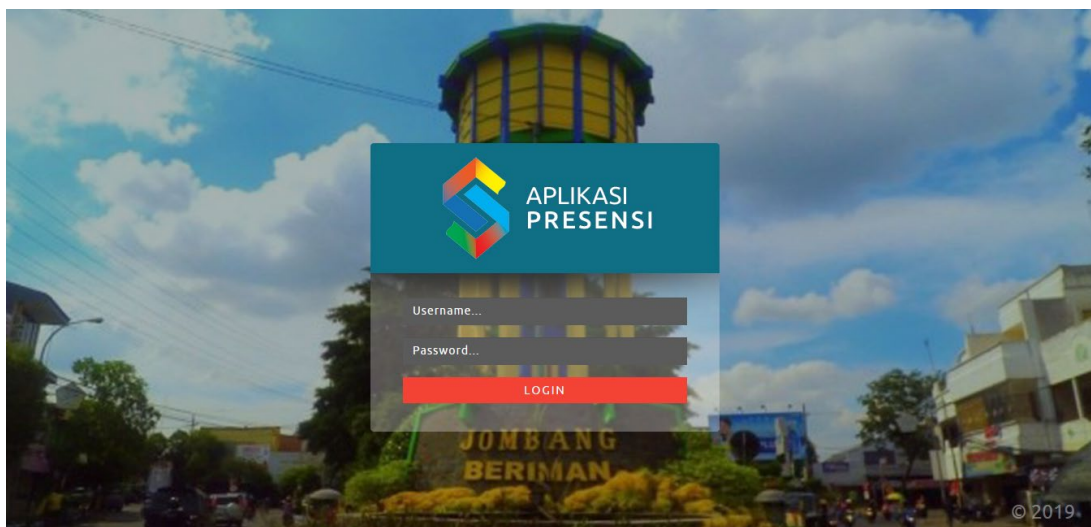 APLIKASI
PRESENSI
Username...
Password...
LOGIN
JOMBANG
BERIMAN
© 2019